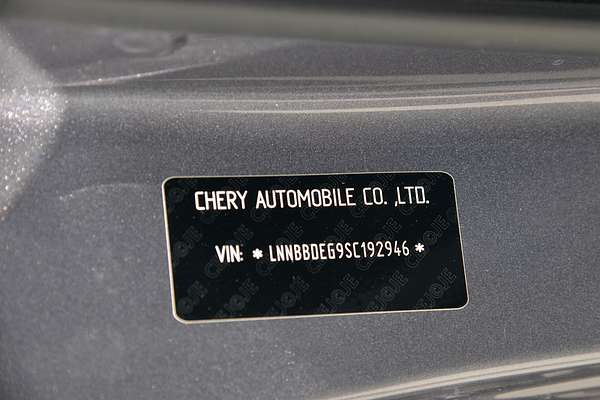 CHERY AUTOMOBILE CO. ,LTD.
VIN: * LNNBBDEG9SC192946 *